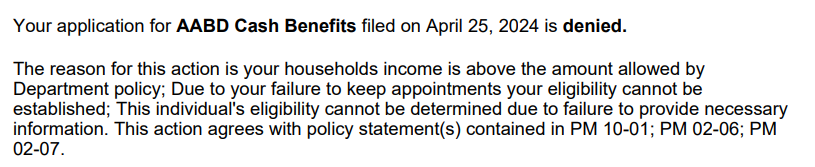 Your application for AABD Cash Benefits filed on April 25, 2024 is denied.
The reason for this action is your households income is above the amount allowed by
Department policy; Due to your failure to keep appointments your eligibility cannot be
established; This individual's eligibility cannot be determined due to failure to provide necessary
information. This action agrees with policy statement(s) contained in PM 10-01; PM 02-06; PM
02-07.